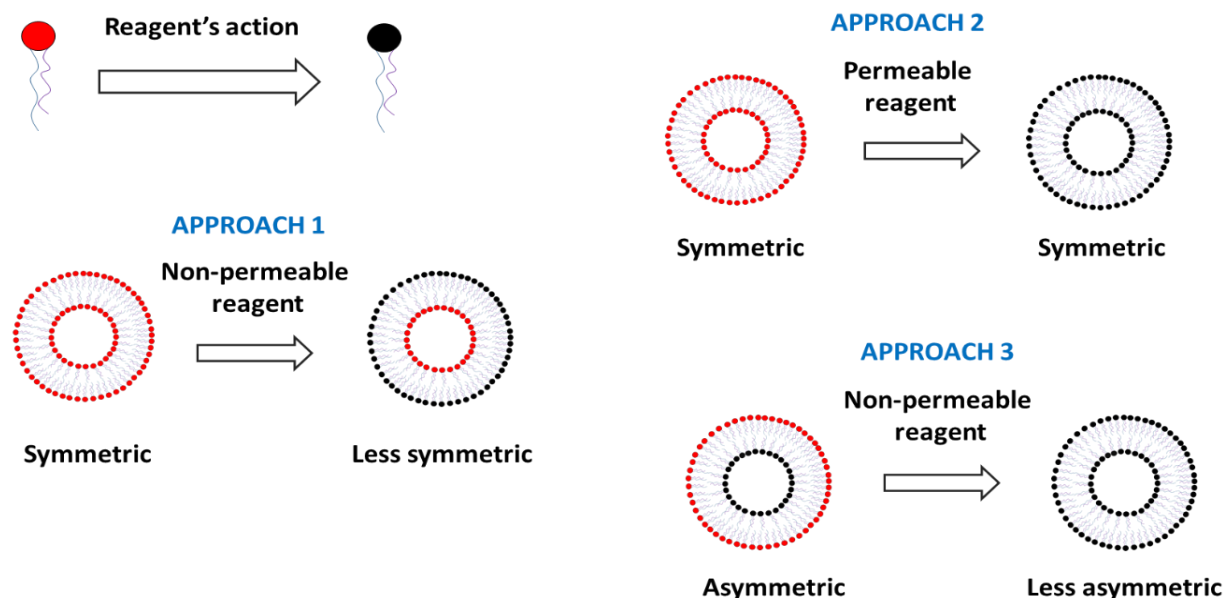 Reagent's action
APPROACH 1
Non-permeable
reagent
Symmetric
Less symmetric
APPROACH 2
Permeable
reagent
Symmetric
Symmetric
APPROACH 3
Non-permeable
reagent
Asymmetric
Less asymmetric